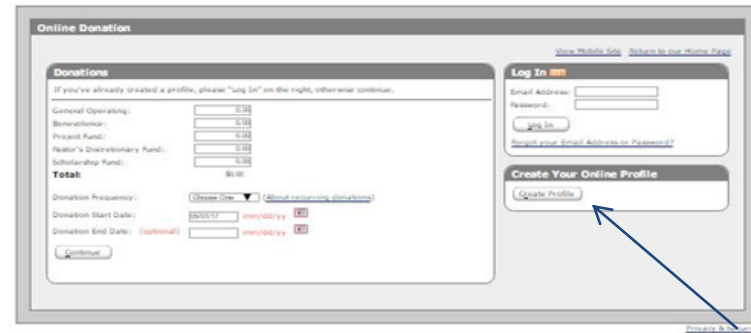 Online Donation
View Mobile Site Return to our Home Page
Donations
If you've already created a profile, please "Log In" on the right, otherwise continue.
General Operating: 0.00
Benevolence: 0.00
Project Fund: 0.00
Pastor's Discretionary Fund: 0.00
Scholarship Fund: 0.00
Total: $0.00
Donation Frequency: Choose One (About recurring donations)
Donation Start Date: mm/dd/yy
Donation End Date: (optional) mm/dd/yy
Continue
Log In
Email Address:
Password:
Log In
Forgot your Email Address or Password?
Create Your Online Profile
Create Profile
Privacy &